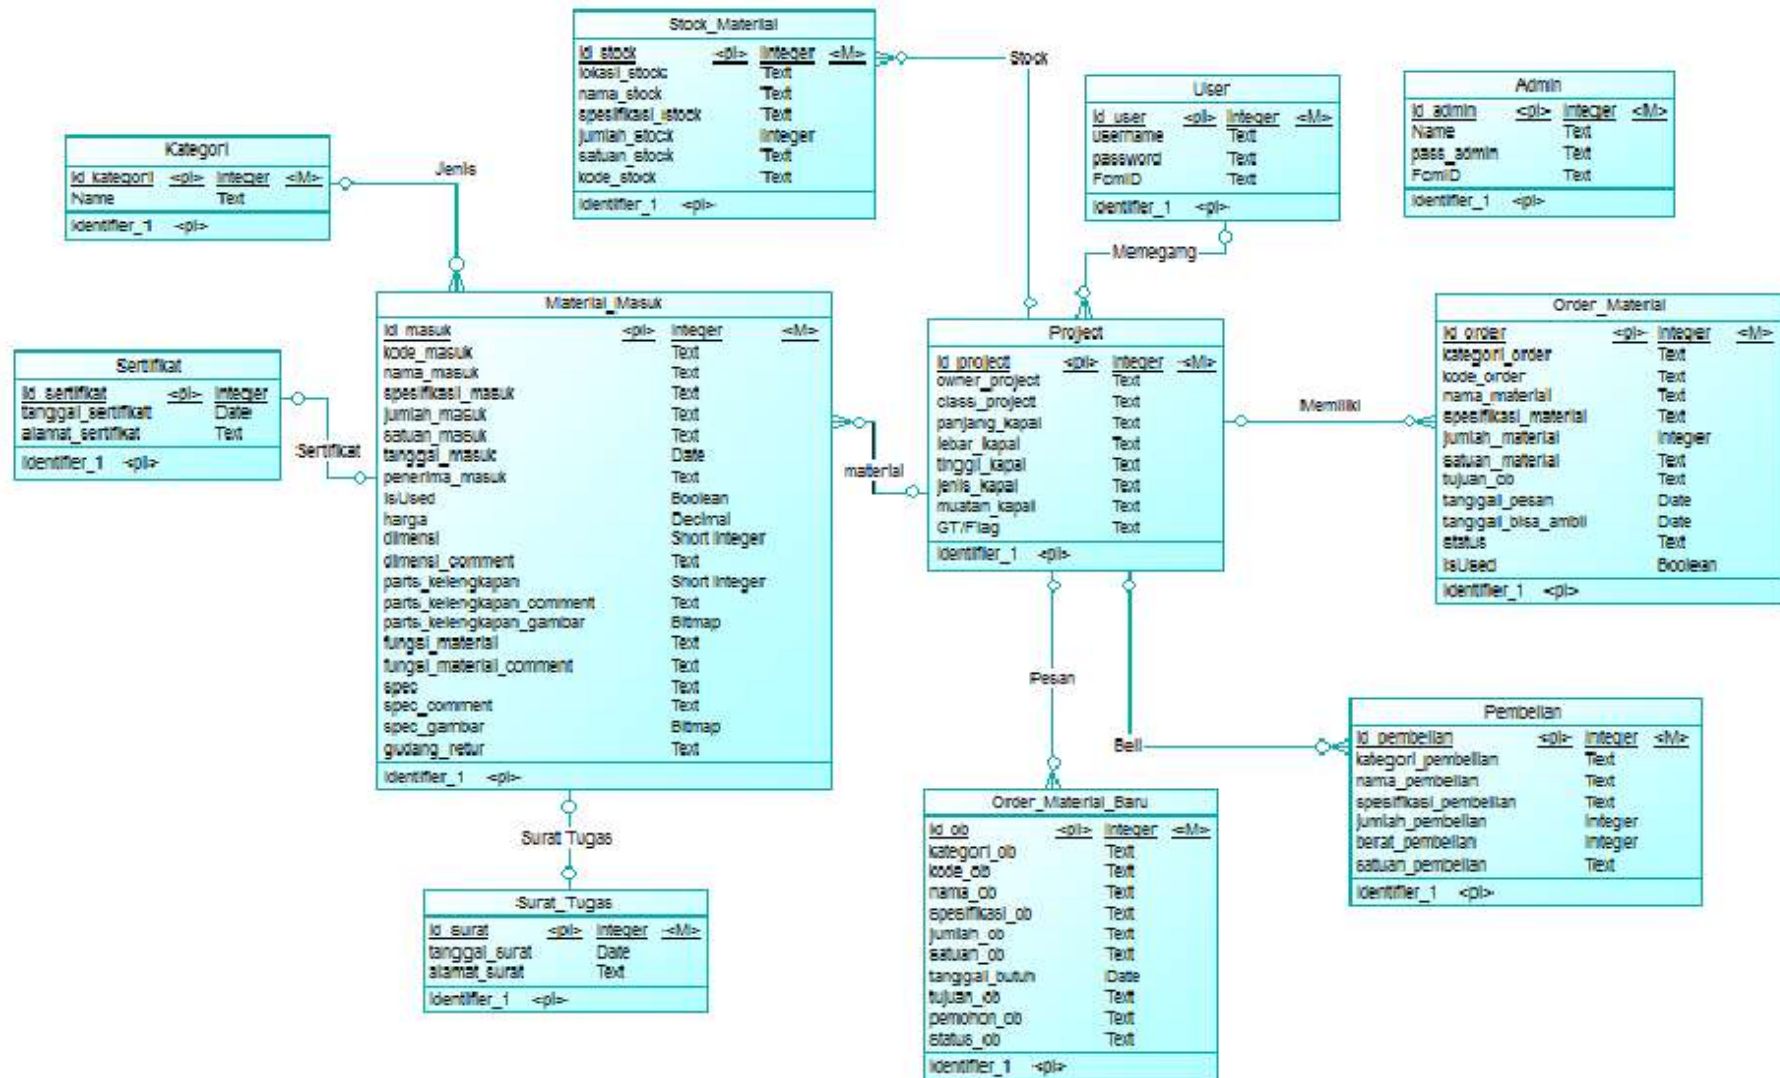 Stock_Material
id_stock <pi> Integer <M>
lokasi_stock Text
nama_stock Text
spesifikasi_istock Text
jumlah_stock Integer
satuan_stock Text
kode_stock Text
Identifier_1 <pi>
Stock
User
id_user <pi> Integer <M>
username Text
password Text
FcmID Text
Identifier_1 <pi>
Admin
id_admin <pi> Integer <M>
Name Text
pass_admin Text
FcmID Text
Identifier_1 <pi>
Kategori
id_kategori <pi> Integer <M>
Name Text
Identifier_1 <pi>
Jenis
Memegang
Material_Masuk
id_masuk <pi> Integer <M>
kode_masuk Text
nama_masuk Text
spesifikasi_masuk Text
jumlah_masuk Text
satuan_masuk Text
tanggal_masuk Date
penerima_masuk Text
isUsed Boolean
harga Decimal
dimensi Short integer
dimensi_comment Text
parts_kelengkapan Short integer
parts_kelengkapan_comment Text
parts_kelengkapan_gambar Bitmap
fungsi_material Text
fungsi_material_comment Text
spec Text
spec_comment Text
spec_gambar Bitmap
gudang_retur Text
Identifier_1 <pi>
Sertifikat
id_sertifikat <pi> Integer
tanggal_sertifikat Date
alamat_sertifikat Text
Identifier_1 <pi>
Sertifikat
material
Project
id_project <pi> Integer <M>
owner_project Text
class_project Text
panjang_kapal Text
lebar_kapal Text
tinggi_kapal Text
jenis_kapal Text
muatan_kapal Text
GT/Flag Text
Identifier_1 <pi>
Memiliki
Order_Material
id_order <pi> Integer <M>
kategori_order Text
kode_order Text
nama_material Text
spesifikasi_material Text
jumlah_material Integer
satuan_material Text
tujuan_ob Text
tanggal_pesan Date
tanggal_bisa_ambil Date
status Text
isUsed Boolean
Identifier_1 <pi>
Pesan
Beli
Pembelian
id_pembelian <pi> Integer <M>
kategori_pembelian Text
nama_pembelian Text
spesifikasi_pembelian Text
jumlah_pembelian Integer
berat_pembelian Integer
satuan_pembelian Text
Identifier_1 <pi>
Surat Tugas
Surat_Tugas
id_surat <pi> Integer <M>
tanggal_surat Date
alamat_surat Text
Identifier_1 <pi>
Order_Material_Baru
id_ob <pi> Integer <M>
kategori_ob Text
kode_ob Text
nama_ob Text
spesifikasi_ob Text
jumlah_ob Text
satuan_ob Text
tanggal_butuh Date
tujuan_ob Text
pemohon_ob Text
status_ob Text
Identifier_1 <pi>